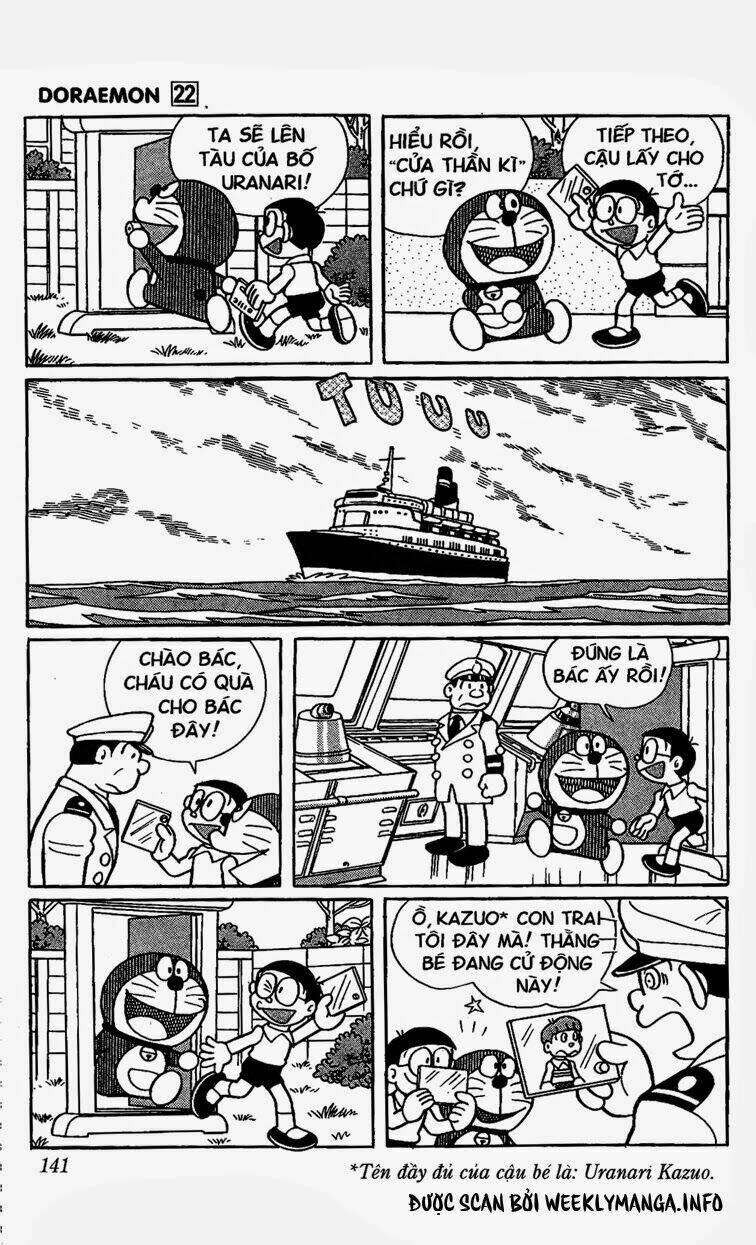 DORAEMON 22
TIẾP THEO,
CẬU LẤY CHO
TỚ...
HIỂU RỒI,
"CỬA THẦN KÌ"
CHỨ GÌ?
TA SẼ LÊN
TÀU CỦA BỐ
URANARI!
TUUU
ĐÚNG LÀ
BÁC ẤY RỒI!
CHÀO BÁC,
CHÁU CÓ QUÀ
CHO BÁC
ĐÂY!
Ồ, KAZUO* CON TRAI
TÔI ĐÂY MÀ! THẰNG
BÉ ĐANG CỬ ĐỘNG
NÀY!
141
*Tên đầy đủ của cậu bé là: Uranari Kazuo.
ĐƯỢC SCAN BỞI WEEKLYMANGA.INFO